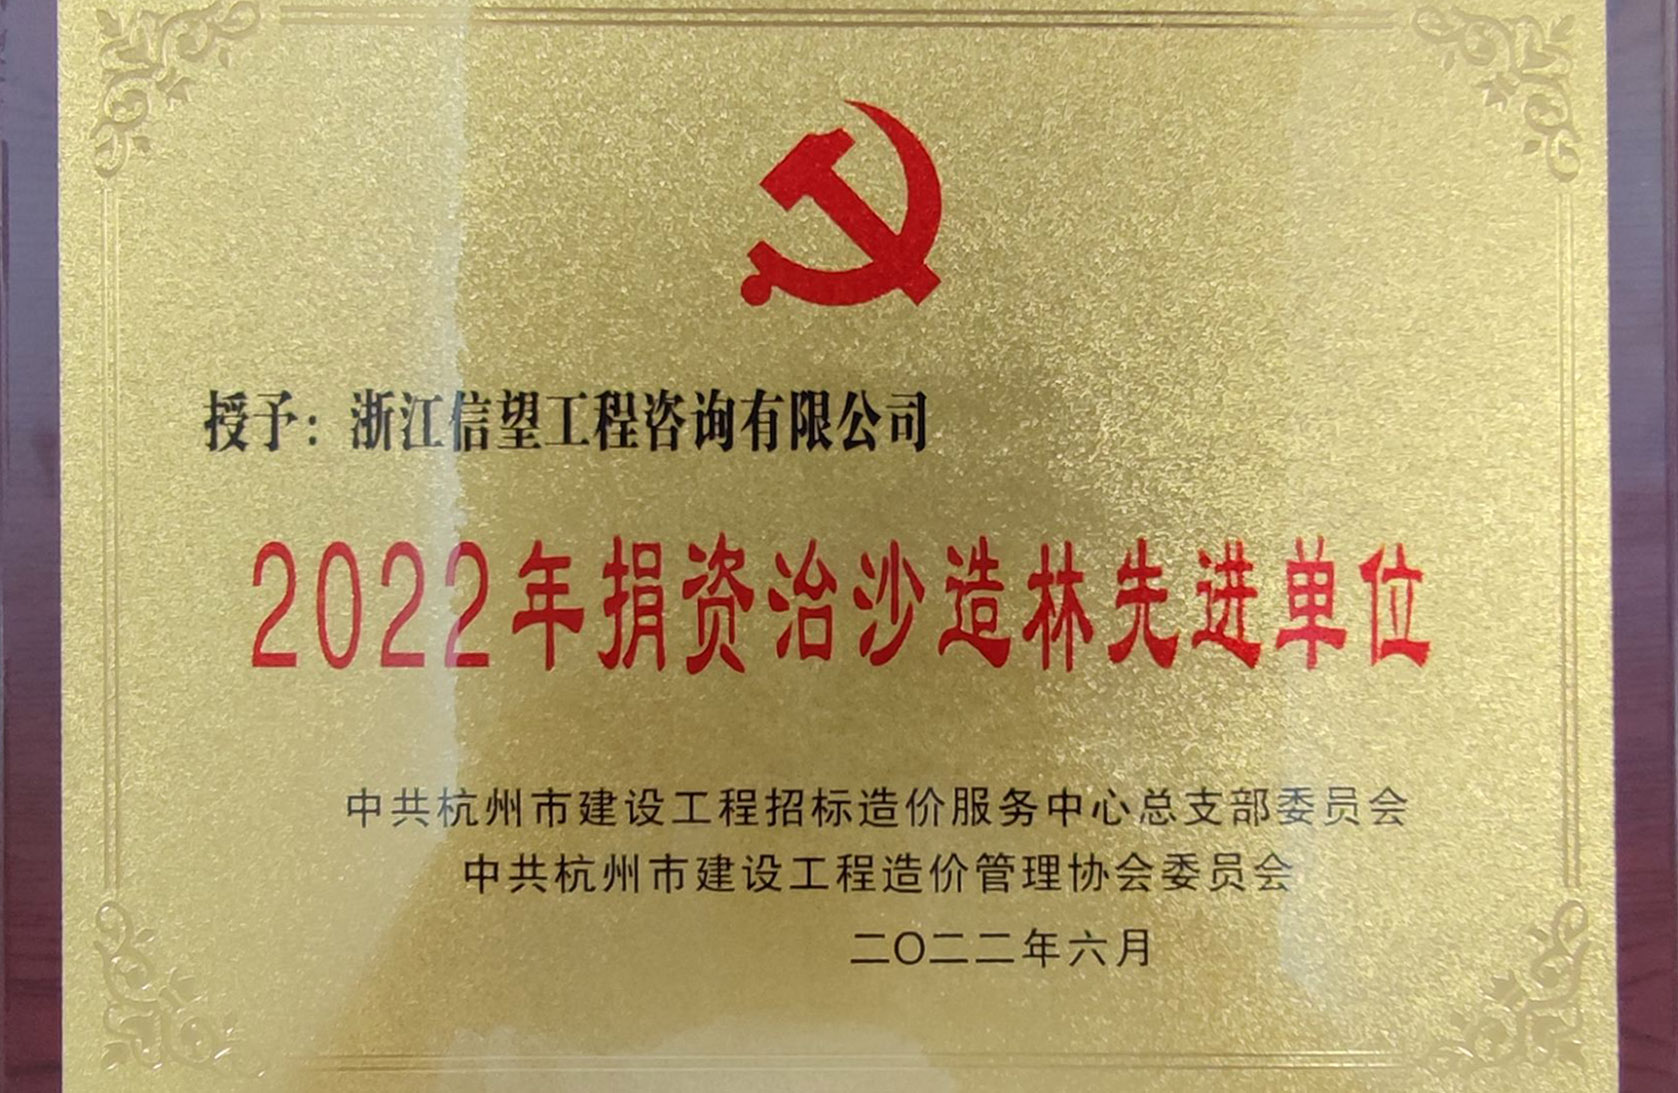 授予：浙江信望工程咨询有限公司
2022年捐资治沙造林先进单位
中共杭州市建设工程招标造价服务中心总支部委员会
中共杭州市建设工程造价管理协会委员会
二〇二二年六月